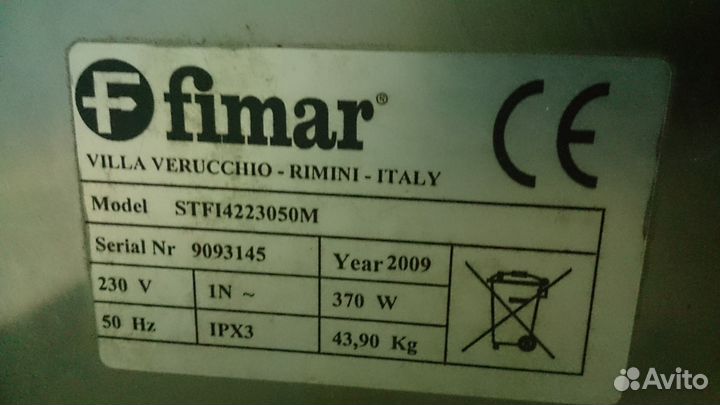 F fimar®
CE
VILLA VERUCCHIO - RIMINI - ITALY
Model STFI4223050M
Serial Nr 9093145 Year 2009
230 V 1N ~ 370 W
50 Hz IPX3 43,90 Kg
Avito